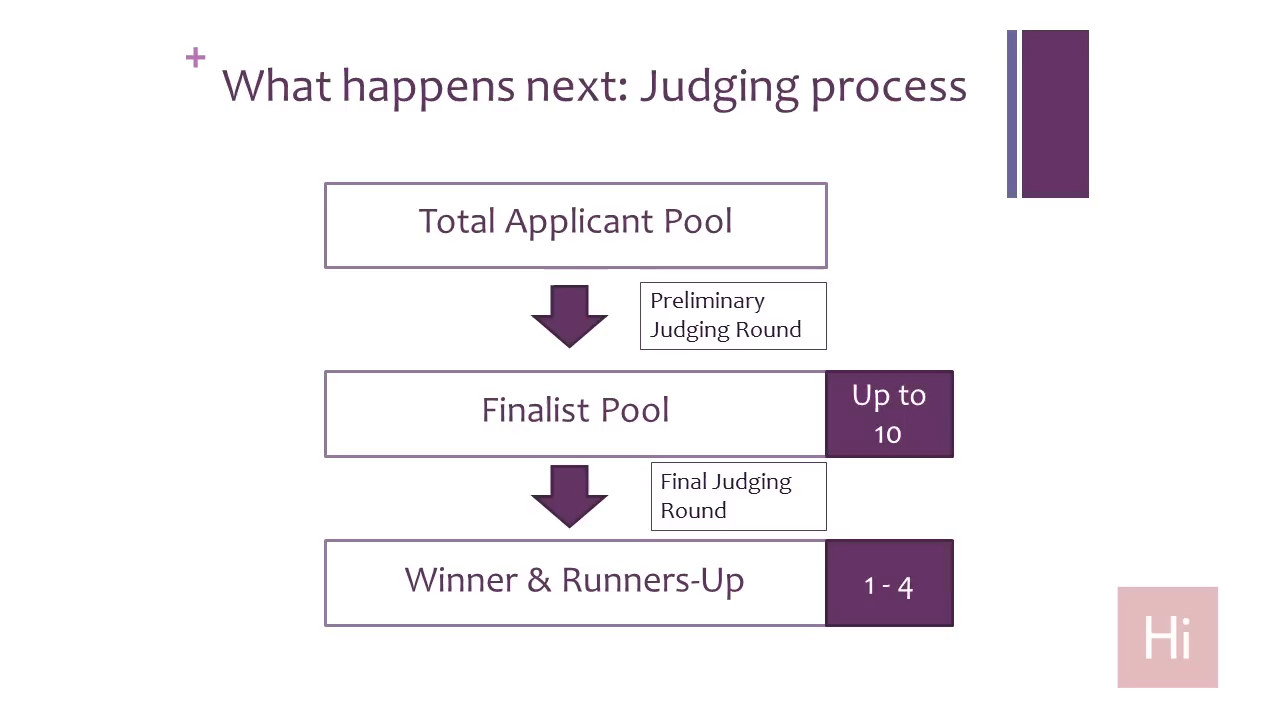 +
What happens next: Judging process
Total Applicant Pool
Preliminary
Judging Round
Finalist Pool
Up to
10
Final Judging
Round
Winner & Runners-Up
1 - 4
Hi